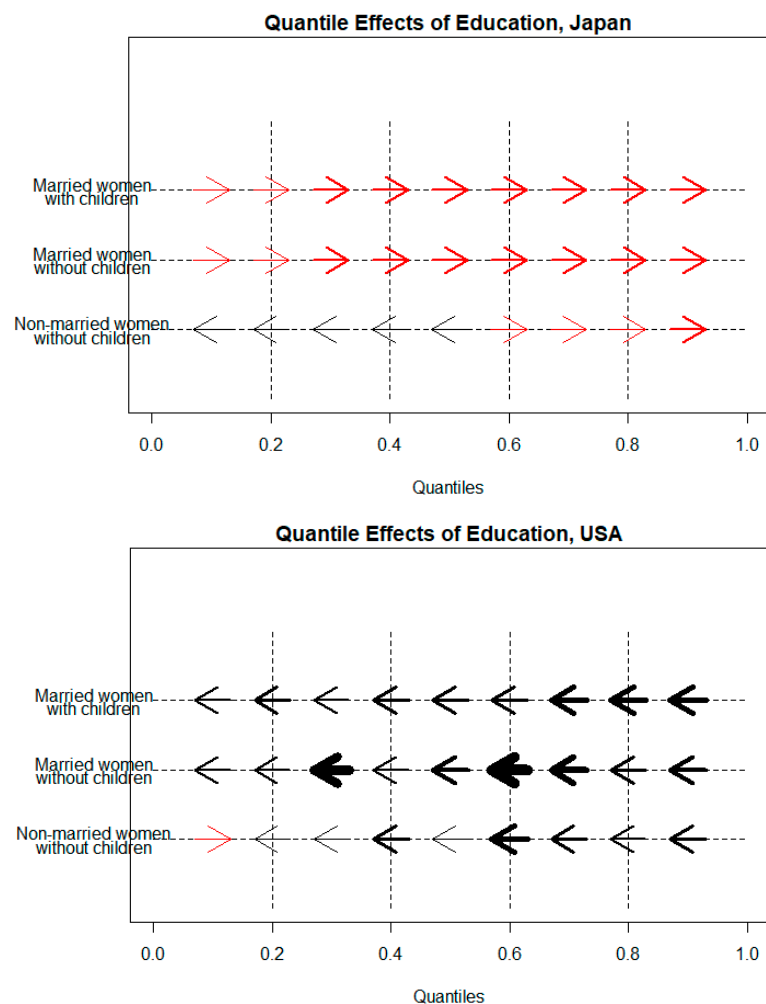 Quantile Effects of Education, Japan
Married women
with children
Married women
without children
Non-married women
without children
0.0 0.2 0.4 0.6 0.8 1.0
Quantiles
Quantile Effects of Education, USA
Married women
with children
Married women
without children
Non-married women
without children
0.0 0.2 0.4 0.6 0.8 1.0
Quantiles